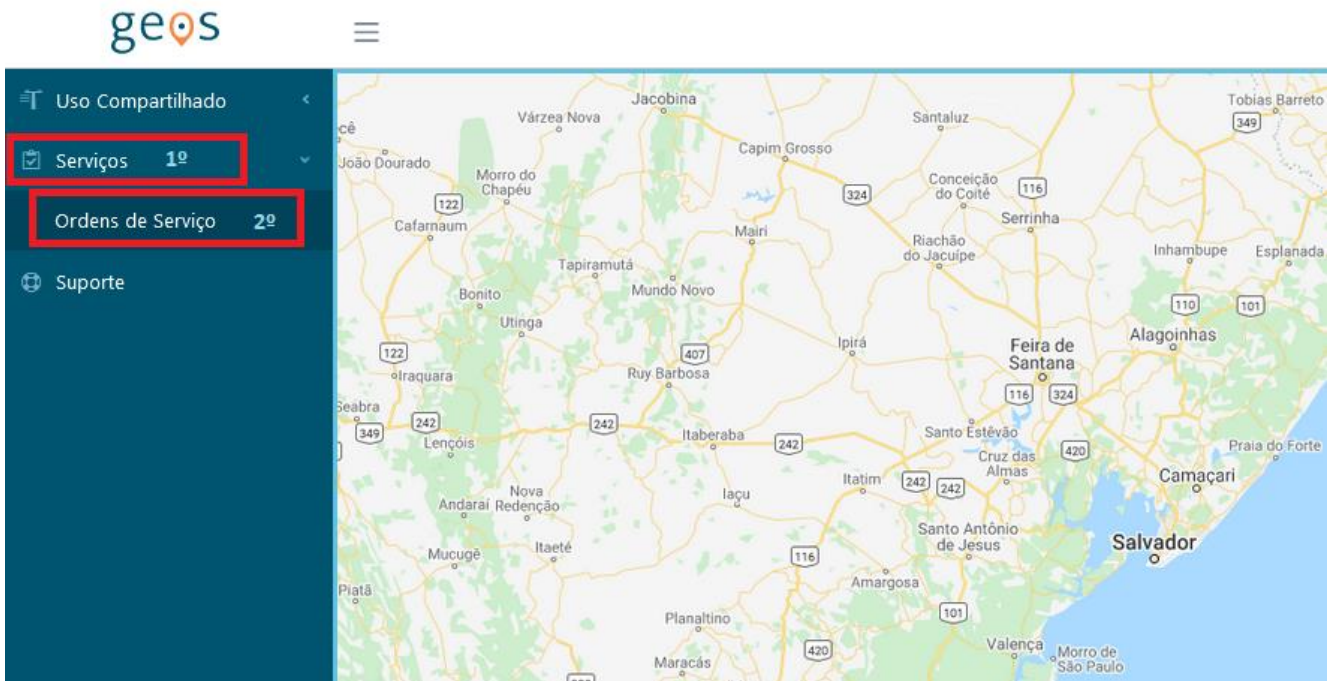 geos
Uso Compartilhado
Serviços 1º
Ordens de Serviço 2º
Suporte
Jacobina
Tobias Barreto
Várzea Nova
Santaluz
349
cê
Capim Grosso
João Dourado
Morro do
Chapéu
Conceição
do Coité
116
122
324
Serrinha
Cafarnaum
Mairi
Riachão
do Jacuípe
Inhambupe
Esplanada
Tapiramutá
Mundo Novo
Bonito
110
101
Utinga
Alagoinhas
Ipirá
Feira de
Santana
122
407
Iraquara
Ruy Barbosa
116
324
Seabra
242
242
349
Lençóis
Itaberaba
242
Santo Estêvão
420
Praia do Forte
Cruz das
Almas
Camaçari
Itatim
242
242
Nova
Redenção
Iaçu
Andaraí
Santo Antônio
de Jesus
Salvador
Mucugê
Itaeté
116
Amargosa
Piatã
101
Planaltino
Valença
420
Morro de
São Paulo
Maracás